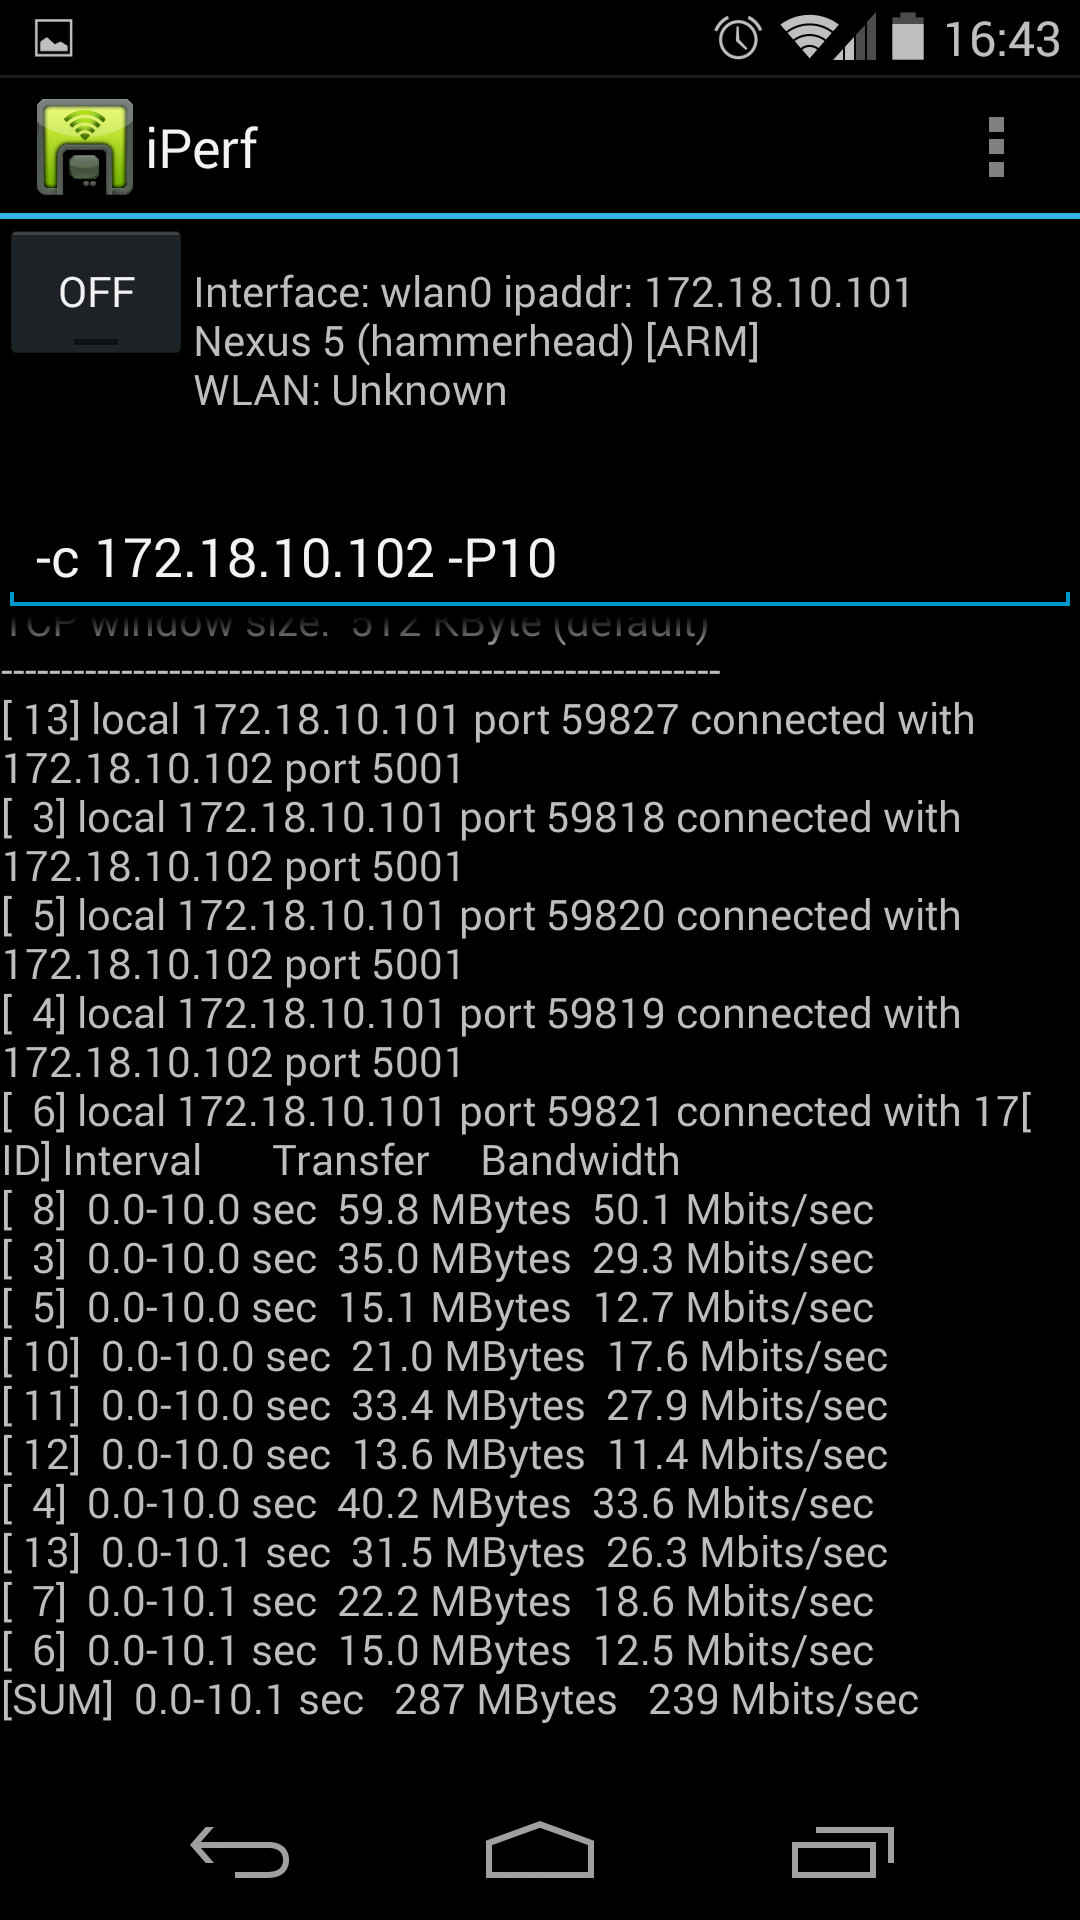 16:43
iPerf
OFF
Interface: wlan0 ipaddr: 172.18.10.101
Nexus 5 (hammerhead) [ARM]
WLAN: Unknown
-c 172.18.10.102 -P10
TCP window size:  512 KByte (default)
------------------------------------------------------------
[ 13] local 172.18.10.101 port 59827 connected with
172.18.10.102 port 5001
[  3] local 172.18.10.101 port 59818 connected with
172.18.10.102 port 5001
[  5] local 172.18.10.101 port 59820 connected with
172.18.10.102 port 5001
[  4] local 172.18.10.101 port 59819 connected with
172.18.10.102 port 5001
[  6] local 172.18.10.101 port 59821 connected with 17[
ID] Interval       Transfer     Bandwidth
[  8]  0.0-10.0 sec  59.8 MBytes  50.1 Mbits/sec
[  3]  0.0-10.0 sec  35.0 MBytes  29.3 Mbits/sec
[  5]  0.0-10.0 sec  15.1 MBytes  12.7 Mbits/sec
[ 10]  0.0-10.0 sec  21.0 MBytes  17.6 Mbits/sec
[ 11]  0.0-10.0 sec  33.4 MBytes  27.9 Mbits/sec
[ 12]  0.0-10.0 sec  13.6 MBytes  11.4 Mbits/sec
[  4]  0.0-10.0 sec  40.2 MBytes  33.6 Mbits/sec
[ 13]  0.0-10.1 sec  31.5 MBytes  26.3 Mbits/sec
[  7]  0.0-10.1 sec  22.2 MBytes  18.6 Mbits/sec
[  6]  0.0-10.1 sec  15.0 MBytes  12.5 Mbits/sec
[SUM]  0.0-10.1 sec   287 MBytes   239 Mbits/sec